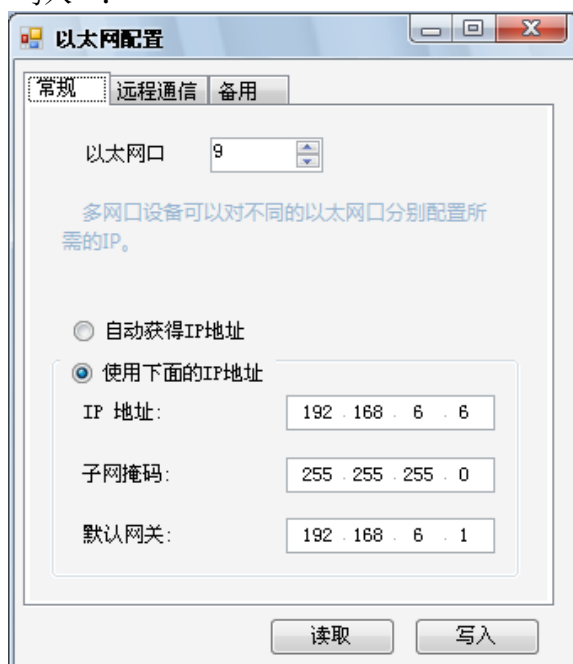 以太网配置
常规 远程通信 备用
以太网口 9
多网口设备可以对不同的以太网口分别配置所
需的IP。
自动获得IP地址
使用下面的IP地址
IP 地址: 192 . 168 . 6 . 6
子网掩码: 255 . 255 . 255 . 0
默认网关: 192 . 168 . 6 . 1
读取 写入